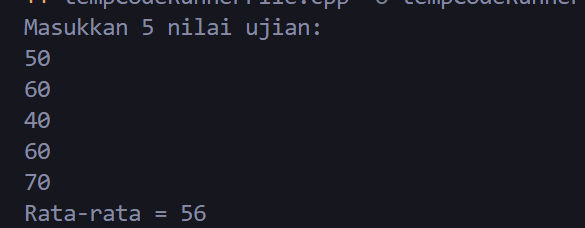 Masukkan 5 nilai ujian:
50
60
40
60
70
Rata-rata = 56